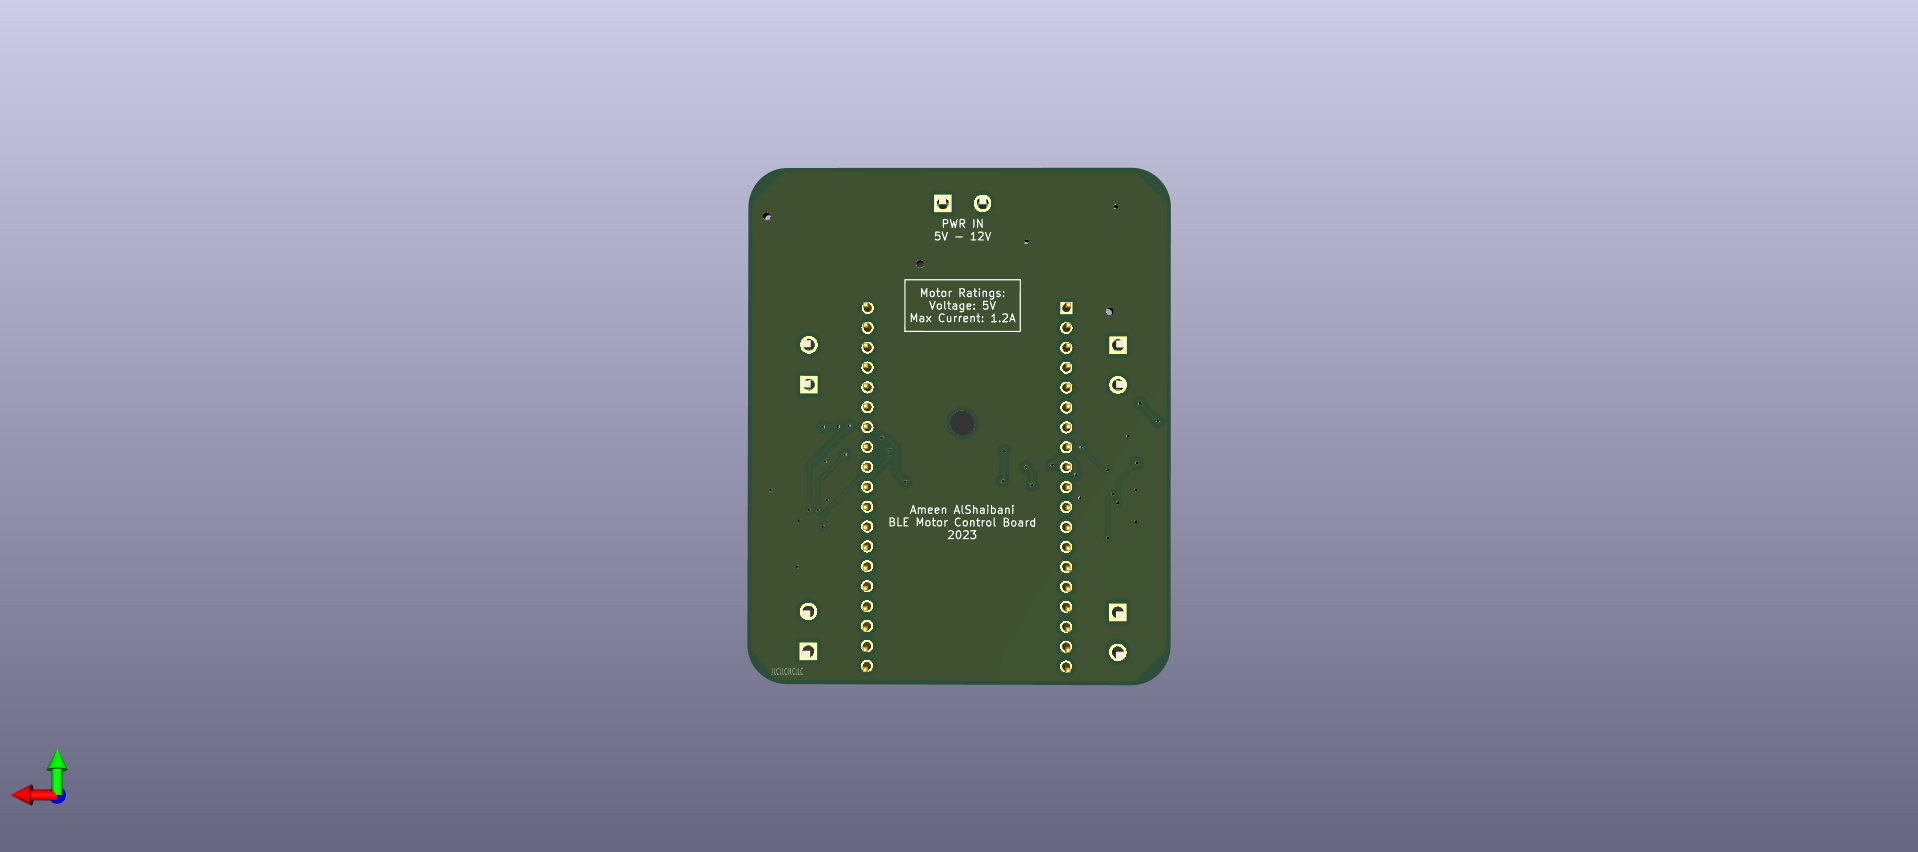 PWR IN
5V - 12V
Motor Ratings:
Voltage: 5V
Max Current: 1.2A
Ameen AlShaibani
BLE Motor Control Board
2023
JLCJLCJLCJLC